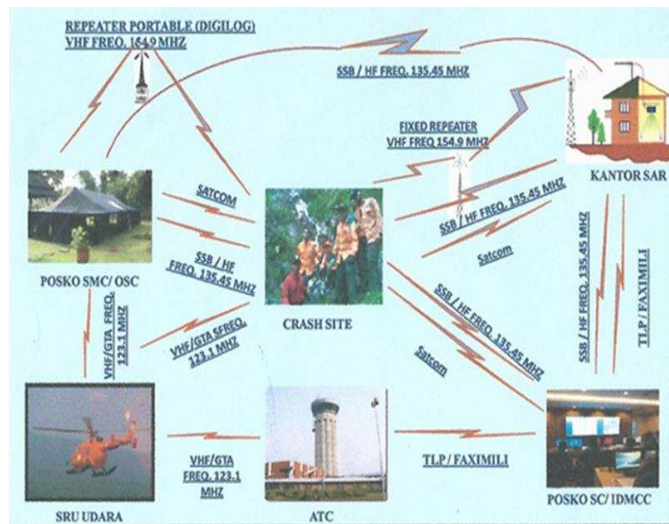 REPEATER PORTABLE (DIGILOG)
VHF FREQ. 154.9 MHZ
SSB / HF FREQ. 135.45 MHZ
FIXED REPEATER
VHF FREQ 154.9 MHZ
KANTOR SAR
SATCOM
SSB / HF
FREQ. 135.45 MHZ
SSB / HF FREQ. 135.45 MHZ
Satcom
POSKO SMC/ OSC
CRASH SITE
VHF/GTA FREQ.
123.1 MHZ
VHF/GTA SFREQ.
123.1 MHZ
SSB / HF FREQ. 135.45 MHZ
Satcom
SSB / HF FREQ. 135.45 MHZ
TLP / FAXIMILI
VHF/GTA
FREQ. 123.1
MHZ
TLP / FAXIMILI
SRU UDARA
ATC
POSKO SC/ IDMCC